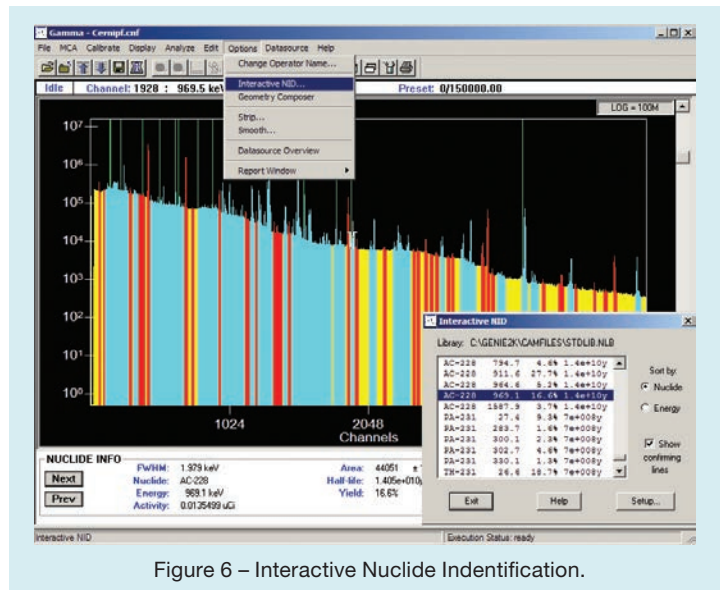 Gamma - Cernipf.cnf
File MCA Calibrate Display Analyze Edit Options Datasource Help
Change Operator Name...
Interactive NID...
Geometry Composer
Strip...
Smooth...
Datasource Overview
Report Window
Idle Channel: 1928 : 969.5 keV Preset: 0/150000.00
LOG = 100M
10⁷
10⁶
10⁵
10⁴
10³
10²
10¹
10⁰
1024 2048
Channels
Interactive NID
Library: C:\GENIE2K\CAMFILES\STDLIB.NLB
AC-228 794.7 4.6% 1.4e+10y
AC-228 911.6 27.7% 1.4e+10y
AC-228 964.6 5.2% 1.4e+10y
AC-228 969.1 16.6% 1.4e+10y
AC-228 1587.9 3.7% 1.4e+10y
PA-231 27.4 9.3% 7e+008y
PA-231 283.7 1.6% 7e+008y
PA-231 300.1 2.3% 7e+008y
PA-231 302.7 4.6% 7e+008y
PA-231 330.1 1.3% 7e+008y
TH-231 26.6 18.7% 7e+008y
Sort by:
Nuclide
Energy
Show
confirming
lines
Exit Help Setup...
NUCLIDE INFO
Next
Prev
FWHM: 1.979 keV
Nuclide: AC-228
Energy: 969.1 keV
Activity: 0.0135499 uCi
Area: 44051 ±
Half-life: 1.405e+010
Yield: 16.6%
Interactive NID
Execution Status: ready
Figure 6 – Interactive Nuclide Indentification.